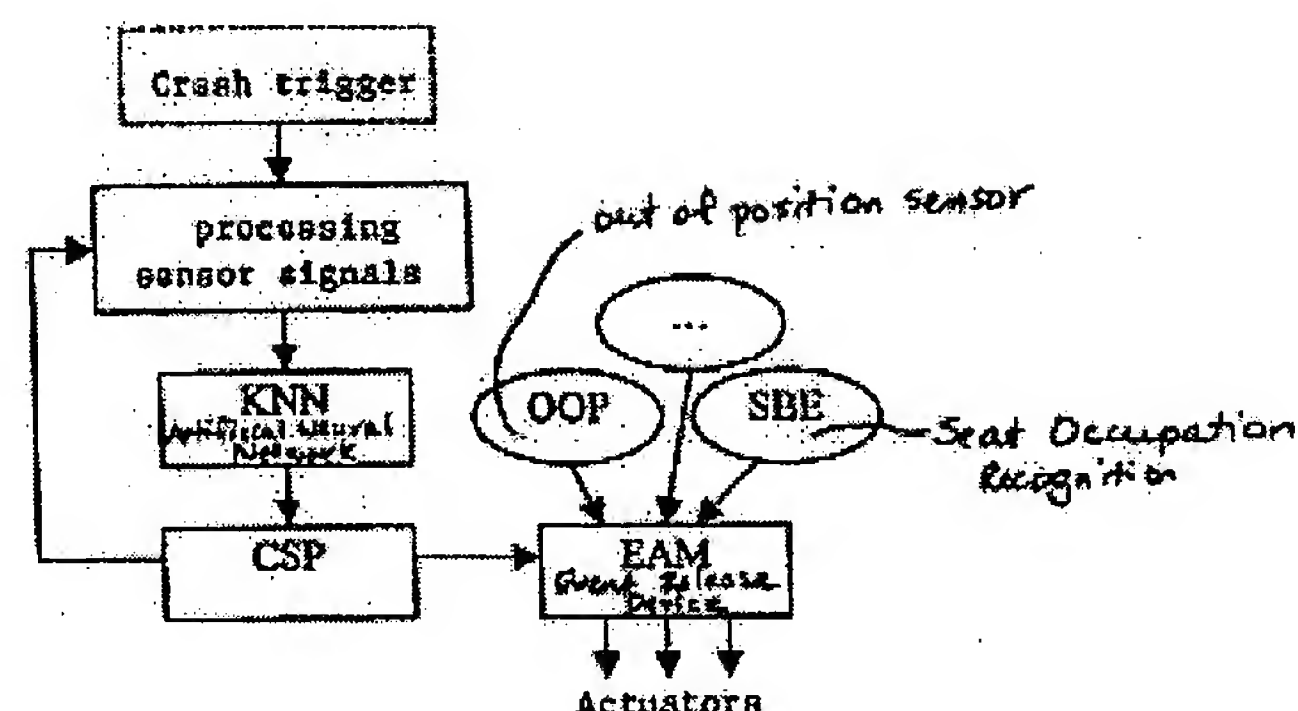 Crash trigger
processing
sensor signals
out of position sensor
...
KNN
Artificial Neural
Network
OOP
SBE
Seat Occupation
Recognition
CSP
EAM
Event Release
Device
Actuators